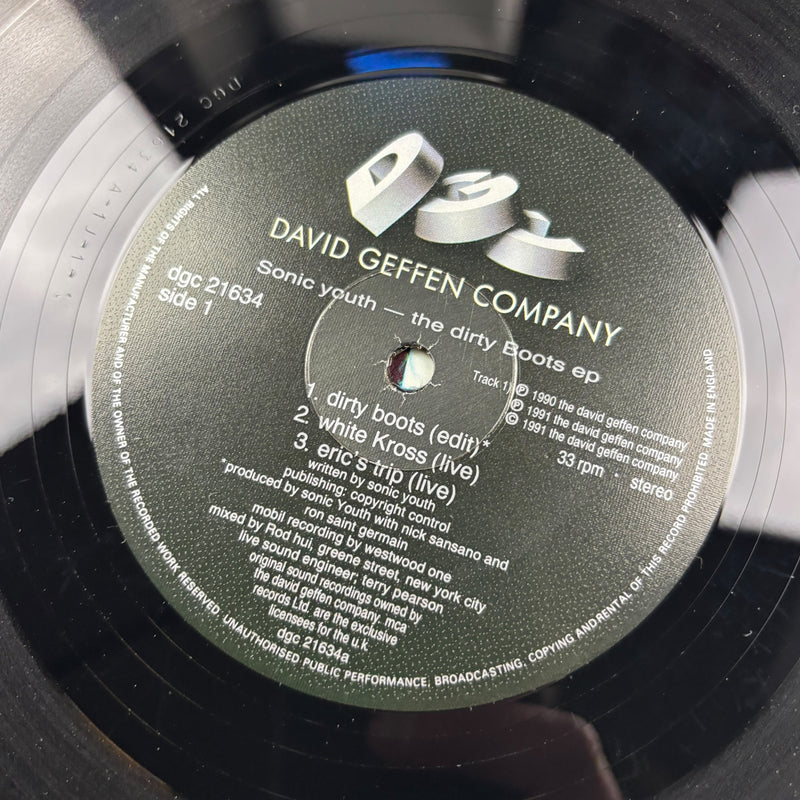 DGC 21634 A-1J-1-S
DGC
DAVID GEFFEN COMPANY
Sonic youth — the dirty Boots ep
dgc 21634
side 1
Track 1) ℗ 1990 the david geffen company
℗ 1991 the david geffen company
© 1991 the david geffen company
33 rpm · stereo
1. dirty boots (edit)*
2. white Kross (live)
3. eric's trip (live)
written by sonic youth
publishing: copyright control
*produced by sonic Youth with nick sansano and
ron saint germain
mobil recording by westwood one
mixed by Rod hui, greene street, new york city
live sound engineer; terry pearson
original sound recordings owned by
the david geffen company. mca
records Ltd. are the exclusive
licensees for the u.k
dgc 21634a
ALL RIGHTS OF THE MANUFACTURER AND OF THE OWNER OF THE RECORDED WORK RESERVED. UNAUTHORISED PUBLIC PERFORMANCE, BROADCASTING, COPYING ANDRENTAL OF THIS RECORD PROHIBITED MADE IN ENGLAND